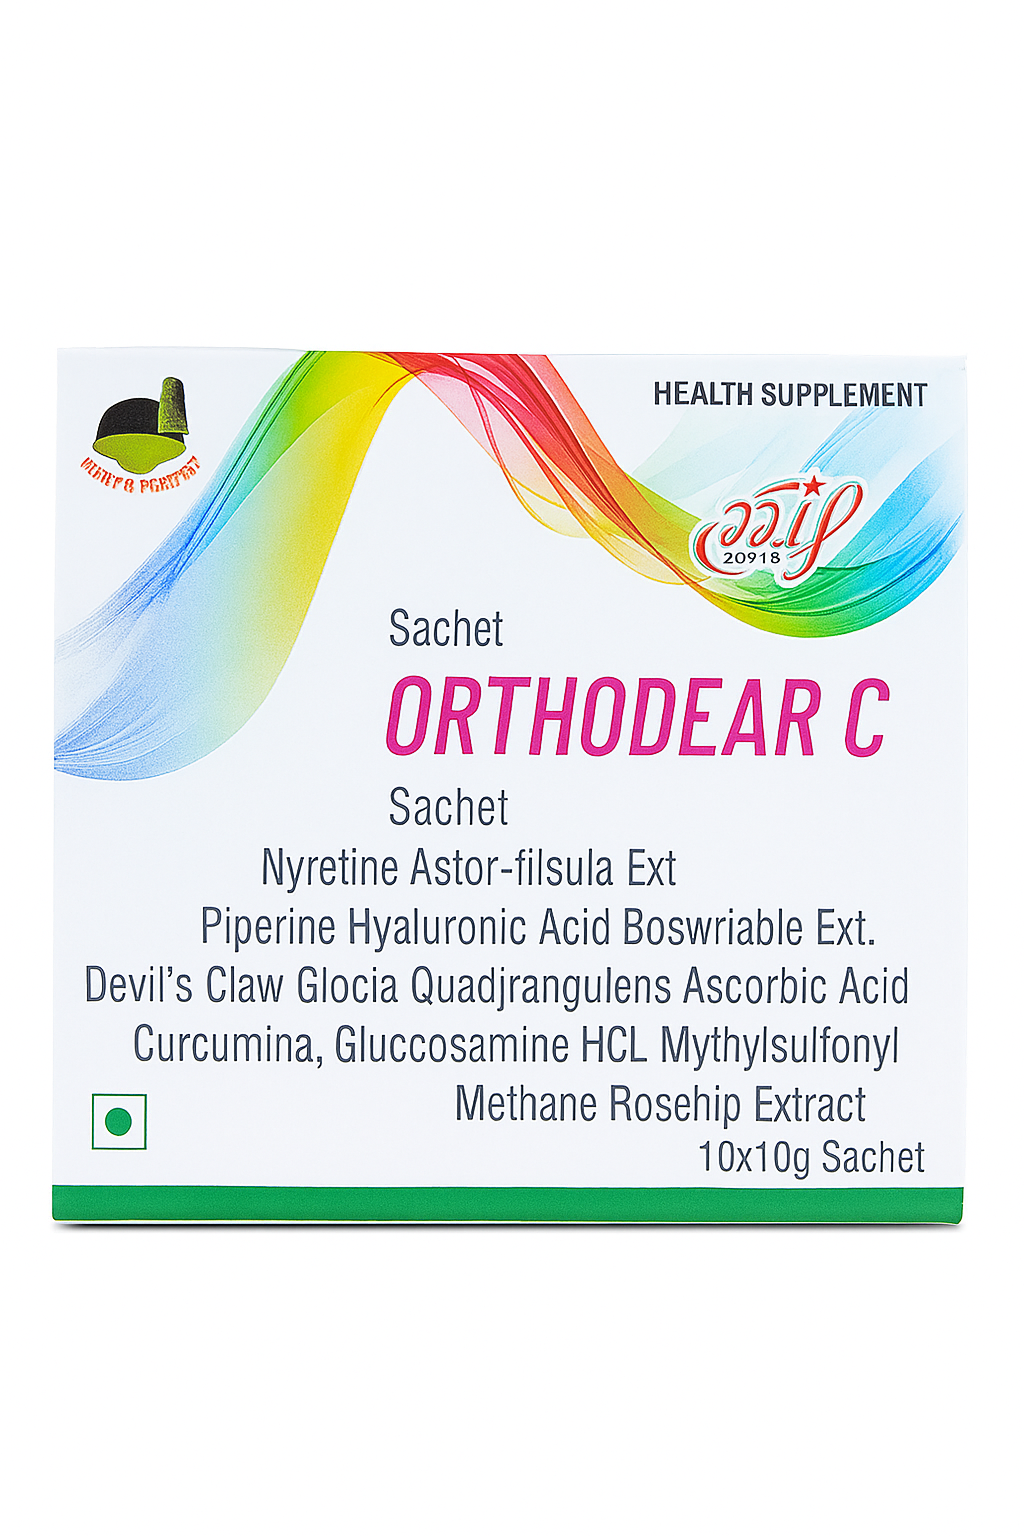 HEALTH SUPPLEMENT
20918
Sachet
ORTHODEAR C
Sachet
Nyretine Astor-filsula Ext
Piperine Hyaluronic Acid Boswriable Ext.
Devil's Claw Glocia Quadjrangulens Ascorbic Acid
Curcumina, Gluccosamine HCL Mythylsulfonyl
Methane Rosehip Extract
10x10g Sachet